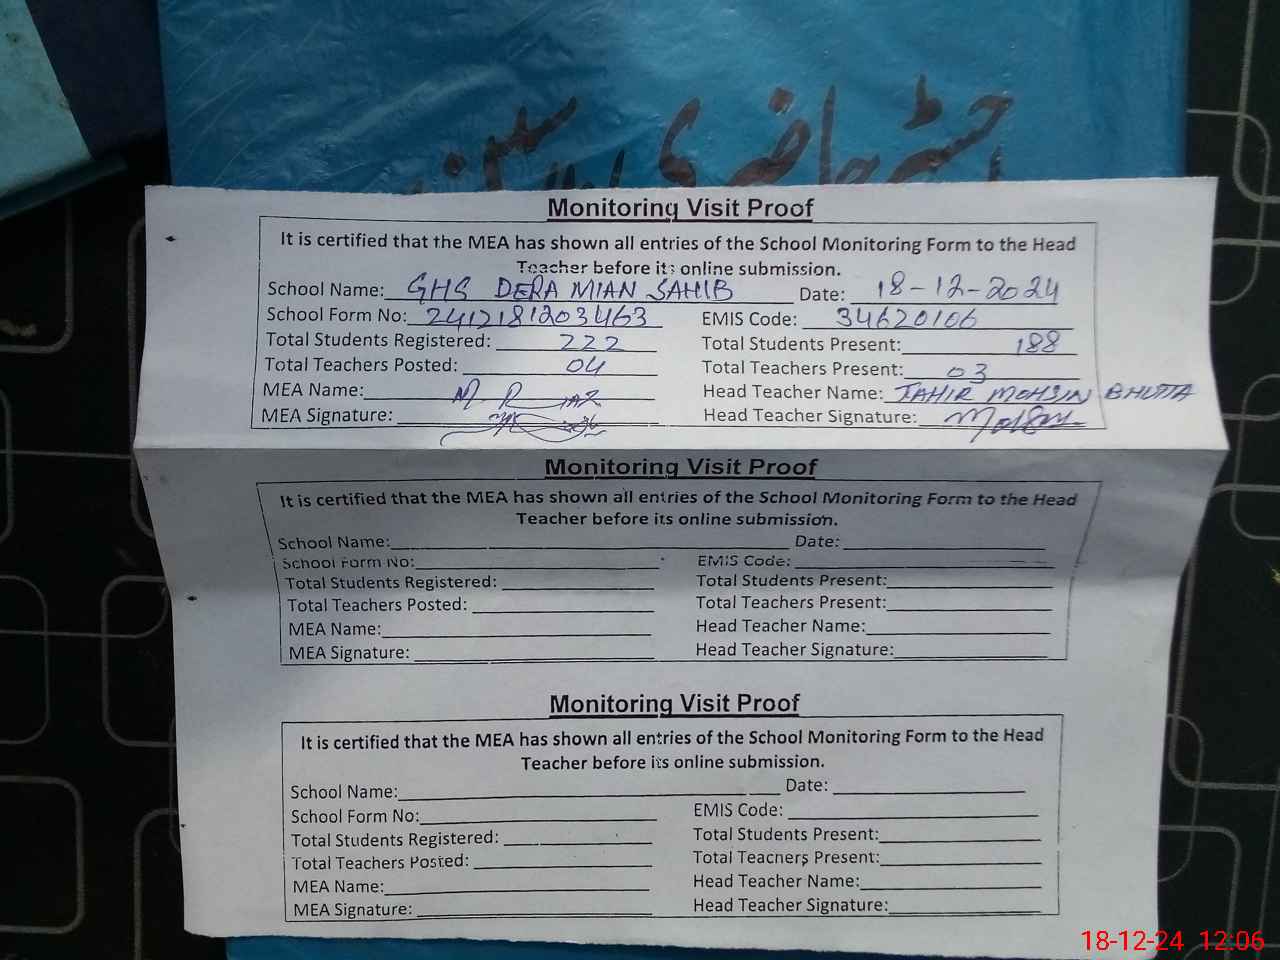 رجسٹر حاضری
Monitoring Visit Proof
It is certified that the MEA has shown all entries of the School Monitoring Form to the Head
Teacher before its online submission.
School Name: GHS DERA MIAN SAHIB Date: 18-12-2024
School Form No: 2412181203463 EMIS Code: 34620106
Total Students Registered: 222 Total Students Present: 188
Total Teachers Posted: 04 Total Teachers Present: 03
MEA Name: M. R Head Teacher Name: TAHIR MOHSIN BHUTTA
MEA Signature: Head Teacher Signature: Mohsin
Monitoring Visit Proof
It is certified that the MEA has shown all entries of the School Monitoring Form to the Head
Teacher before its online submission.
School Name: Date:
School Form No: EMIS Code:
Total Students Registered: Total Students Present:
Total Teachers Posted: Total Teachers Present:
MEA Name: Head Teacher Name:
MEA Signature: Head Teacher Signature:
Monitoring Visit Proof
It is certified that the MEA has shown all entries of the School Monitoring Form to the Head
Teacher before its online submission.
School Name: Date:
School Form No: EMIS Code:
Total Students Registered: Total Students Present:
Total Teachers Posted: Total Teachers Present:
MEA Name: Head Teacher Name:
MEA Signature: Head Teacher Signature:
18-12-24 12:06